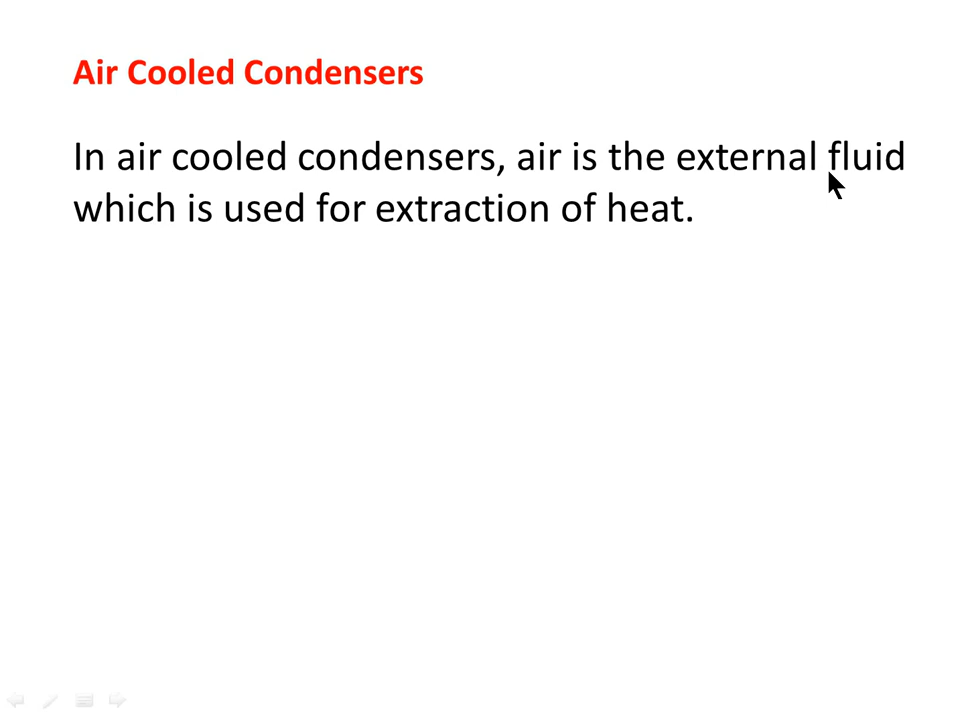 Air Cooled Condensers
In air cooled condensers, air is the external fluid
which is used for extraction of heat.